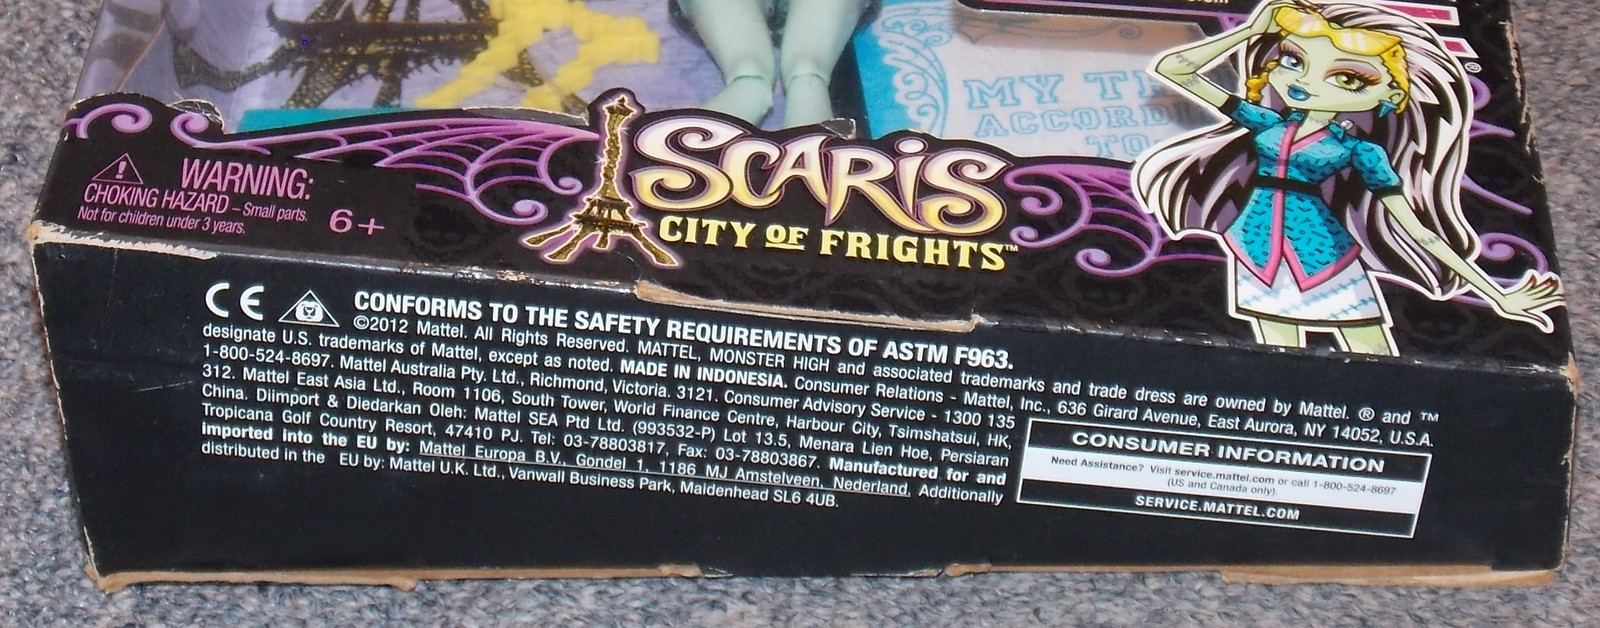 MY T
ACCORD
TO
®
WARNING:
CHOKING HAZARD – Small parts.
Not for children under 3 years.
6+
SCARIS
CITY OF FRIGHTS™
CE
CONFORMS TO THE SAFETY REQUIREMENTS OF ASTM F963.
©2012 Mattel. All Rights Reserved. MATTEL, MONSTER HIGH and associated trademarks and trade dress are owned by Mattel. ® and ™
designate U.S. trademarks of Mattel, except as noted. MADE IN INDONESIA. Consumer Relations - Mattel, Inc., 636 Girard Avenue, East Aurora, NY 14052, U.S.A.
1-800-524-8697. Mattel Australia Pty. Ltd., Richmond, Victoria. 3121. Consumer Advisory Service - 1300 135
312. Mattel East Asia Ltd., Room 1106, South Tower, World Finance Centre, Harbour City, Tsimshatsui, HK,
China. Diimport & Diedarkan Oleh: Mattel SEA Ptd Ltd. (993532-P) Lot 13.5, Menara Lien Hoe, Persiaran
Tropicana Golf Country Resort, 47410 PJ. Tel: 03-78803817, Fax: 03-78803867. Manufactured for and
imported into the EU by: Mattel Europa B.V., Gondel 1, 1186 MJ Amstelveen, Nederland. Additionally
distributed in the EU by: Mattel U.K. Ltd., Vanwall Business Park, Maidenhead SL6 4UB.
CONSUMER INFORMATION
Need Assistance? Visit service.mattel.com or call 1-800-524-8697
(US and Canada only).
SERVICE.MATTEL.COM